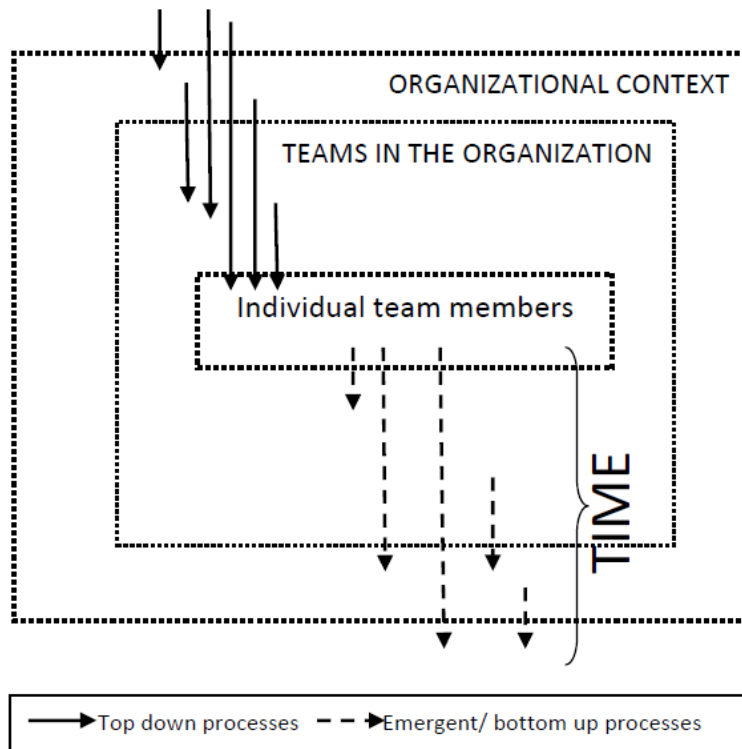 ORGANIZATIONAL CONTEXT
TEAMS IN THE ORGANIZATION
Individual team members
TIME
Top down processes
Emergent/ bottom up processes